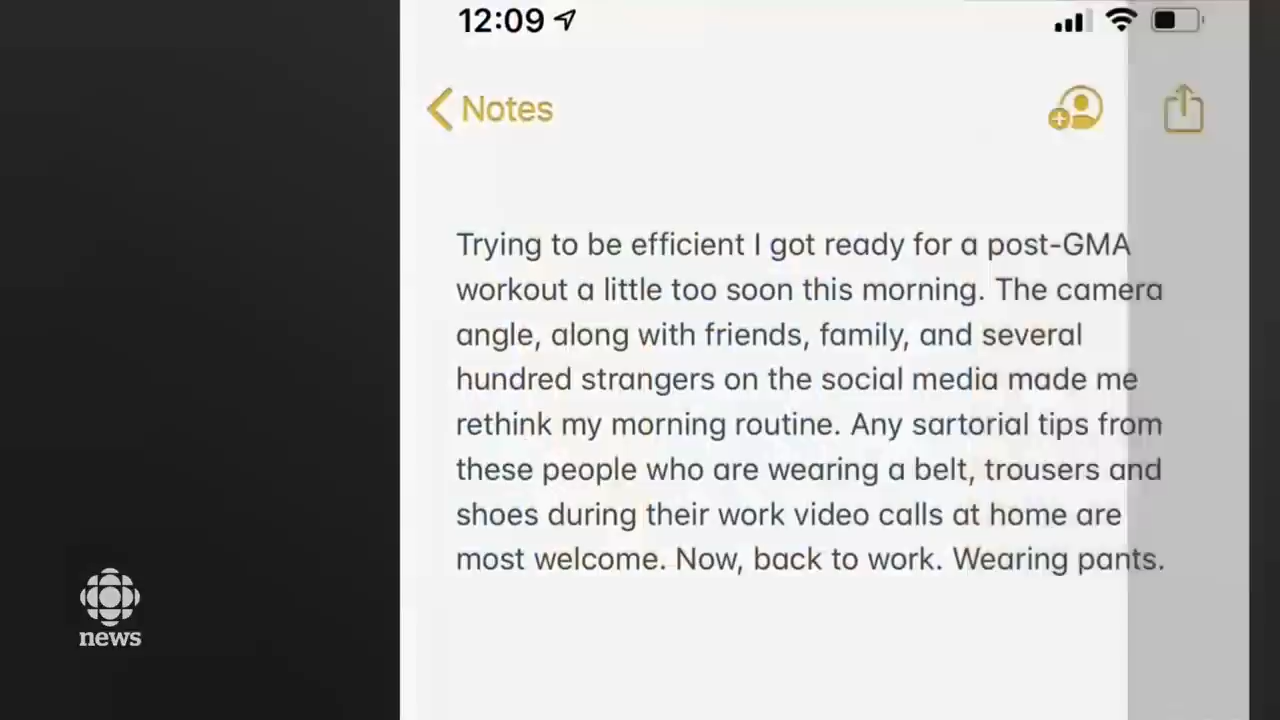 12:09
Notes
Trying to be efficient I got ready for a post-GMA
workout a little too soon this morning. The camera
angle, along with friends, family, and several
hundred strangers on the social media made me
rethink my morning routine. Any sartorial tips from
these people who are wearing a belt, trousers and
shoes during their work video calls at home are
most welcome. Now, back to work. Wearing pants.
news